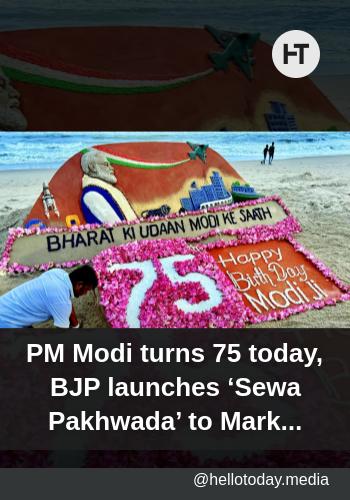 HT
BHARAT KI UDAAN MODI KE SAATH
75
Happy
Birth Day
Modi Ji
PM Modi turns 75 today,
BJP launches ‘Sewa
Pakhwada’ to Mark...
@hellotoday.media